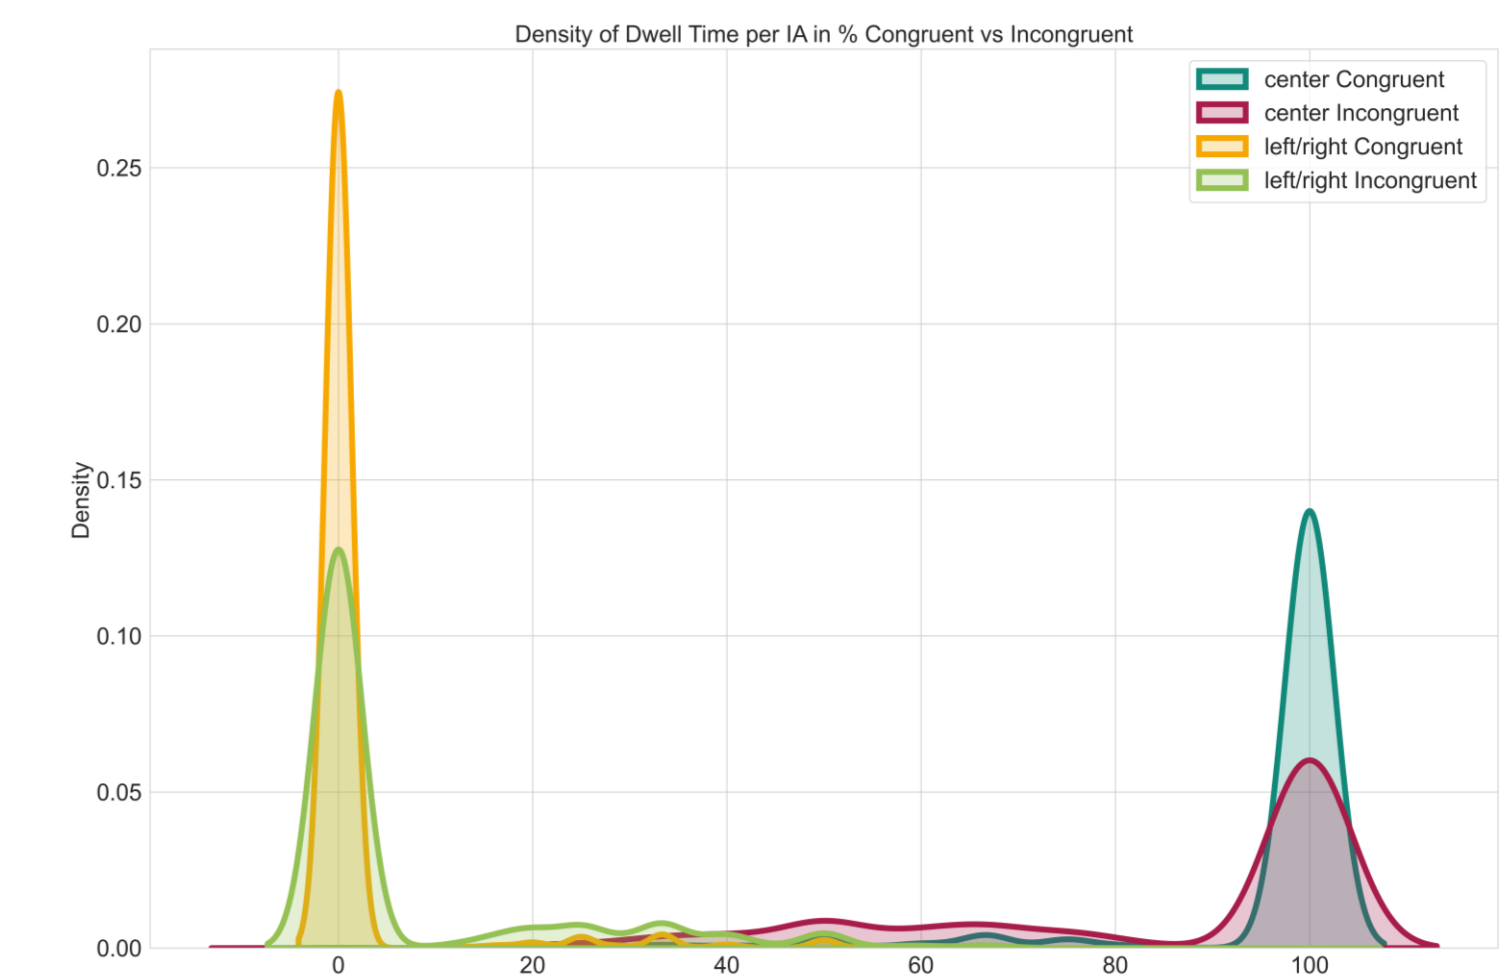 Density of Dwell Time per IA in % Congruent vs Incongruent
center Congruent
center Incongruent
left/right Congruent
left/right Incongruent
Density
0.25
0.20
0.15
0.10
0.05
0.00
0 20 40 60 80 100